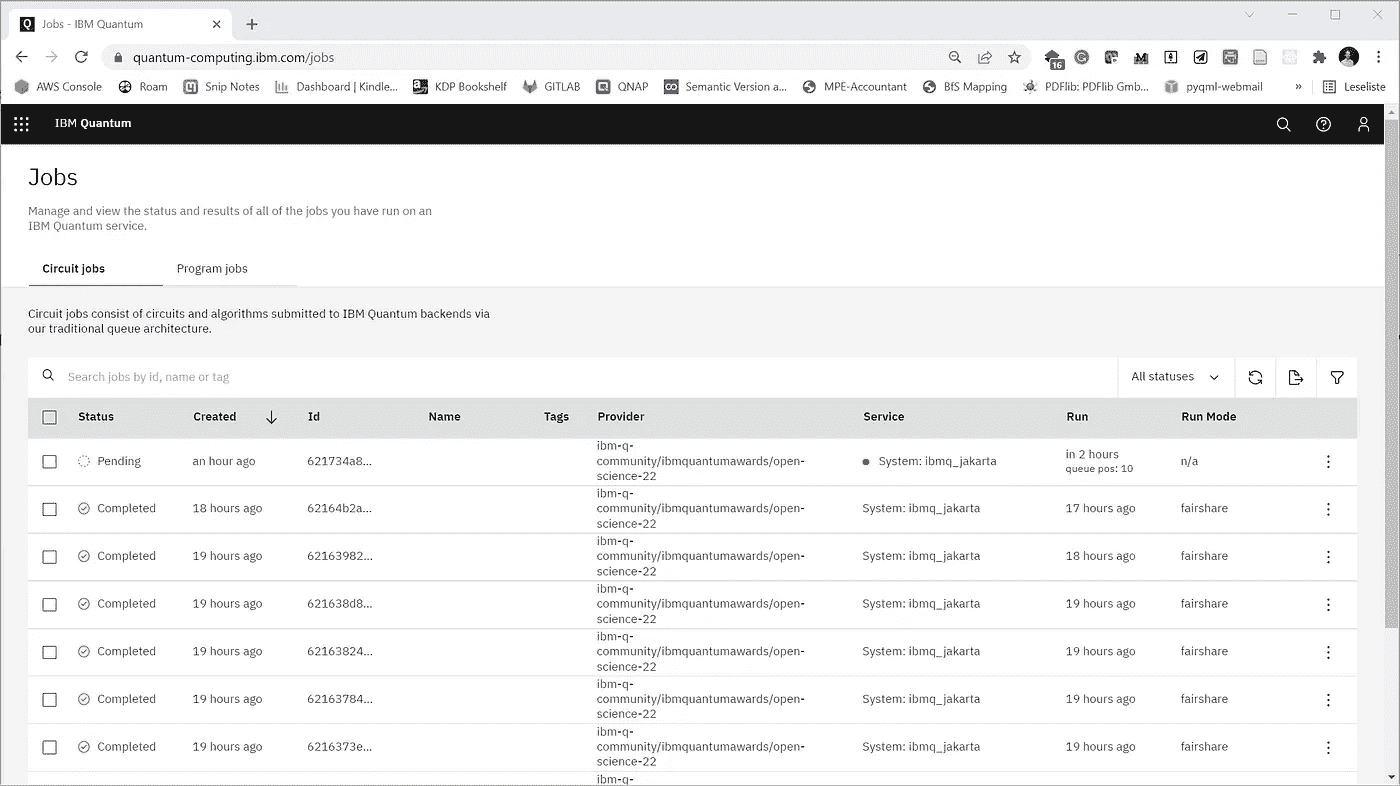 Jobs - IBM Quantum
quantum-computing.ibm.com/jobs
16
AWS Console Roam Snip Notes Dashboard | Kindle... KDP Bookshelf GITLAB QNAP Semantic Version a... MPE-Accountant BfS Mapping PDFlib: PDFlib Gmb... pyqml-webmail » Leseliste
IBM Quantum
Jobs
Manage and view the status and results of all of the jobs you have run on an
IBM Quantum service.
Circuit jobs Program jobs
Circuit jobs consist of circuits and algorithms submitted to IBM Quantum backends via
our traditional queue architecture.
Search jobs by id, name or tag All statuses
Status Created Id Name Tags Provider Service Run Run Mode
ibm-q-
Pending an hour ago 621734a8... community/ibmquantumawards/open- System: ibmq_jakarta in 2 hours n/a
science-22 queue pos: 10
ibm-q-
Completed 18 hours ago 62164b2a... community/ibmquantumawards/open- System: ibmq_jakarta 17 hours ago fairshare
science-22
ibm-q-
Completed 19 hours ago 62163982... community/ibmquantumawards/open- System: ibmq_jakarta 18 hours ago fairshare
science-22
ibm-q-
Completed 19 hours ago 621638d8... community/ibmquantumawards/open- System: ibmq_jakarta 19 hours ago fairshare
science-22
ibm-q-
Completed 19 hours ago 62163824... community/ibmquantumawards/open- System: ibmq_jakarta 19 hours ago fairshare
science-22
ibm-q-
Completed 19 hours ago 62163784... community/ibmquantumawards/open- System: ibmq_jakarta 19 hours ago fairshare
science-22
ibm-q-
Completed 19 hours ago 6216373e... community/ibmquantumawards/open- System: ibmq_jakarta 19 hours ago fairshare
science-22
ibm-q-